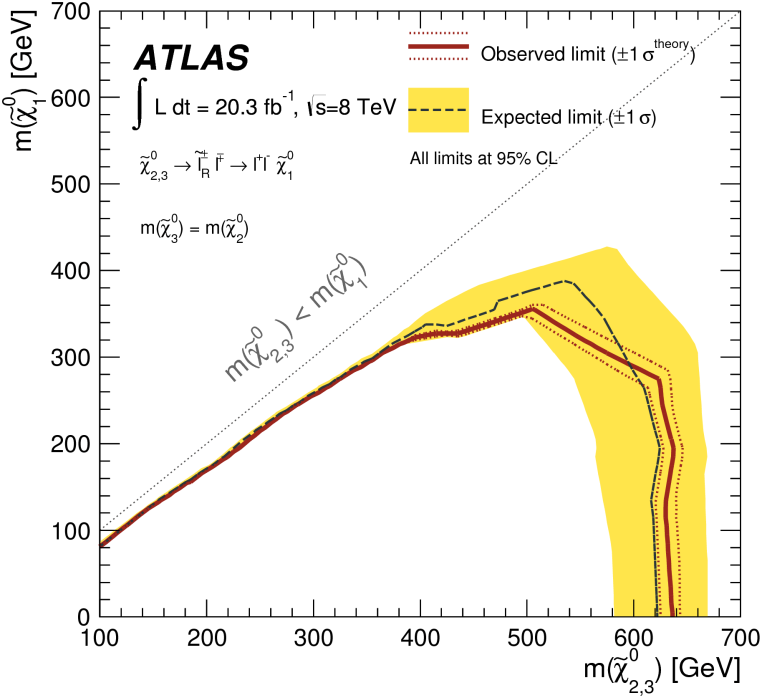 700
600
500
400
300
200
100
0
m(χ̃⁰₁) [GeV]
ATLAS
∫ L dt = 20.3 fb⁻¹, √s=8 TeV
χ̃⁰₂,₃ → l̃±_R l∓ → l⁺l⁻ χ̃⁰₁
m(χ̃⁰₃) = m(χ̃⁰₂)
Observed limit (±1 σ^theory)
Expected limit (±1 σ)
All limits at 95% CL
m(χ̃⁰₂,₃) < m(χ̃⁰₁)
100 200 300 400 500 600 700
m(χ̃⁰₂,₃) [GeV]